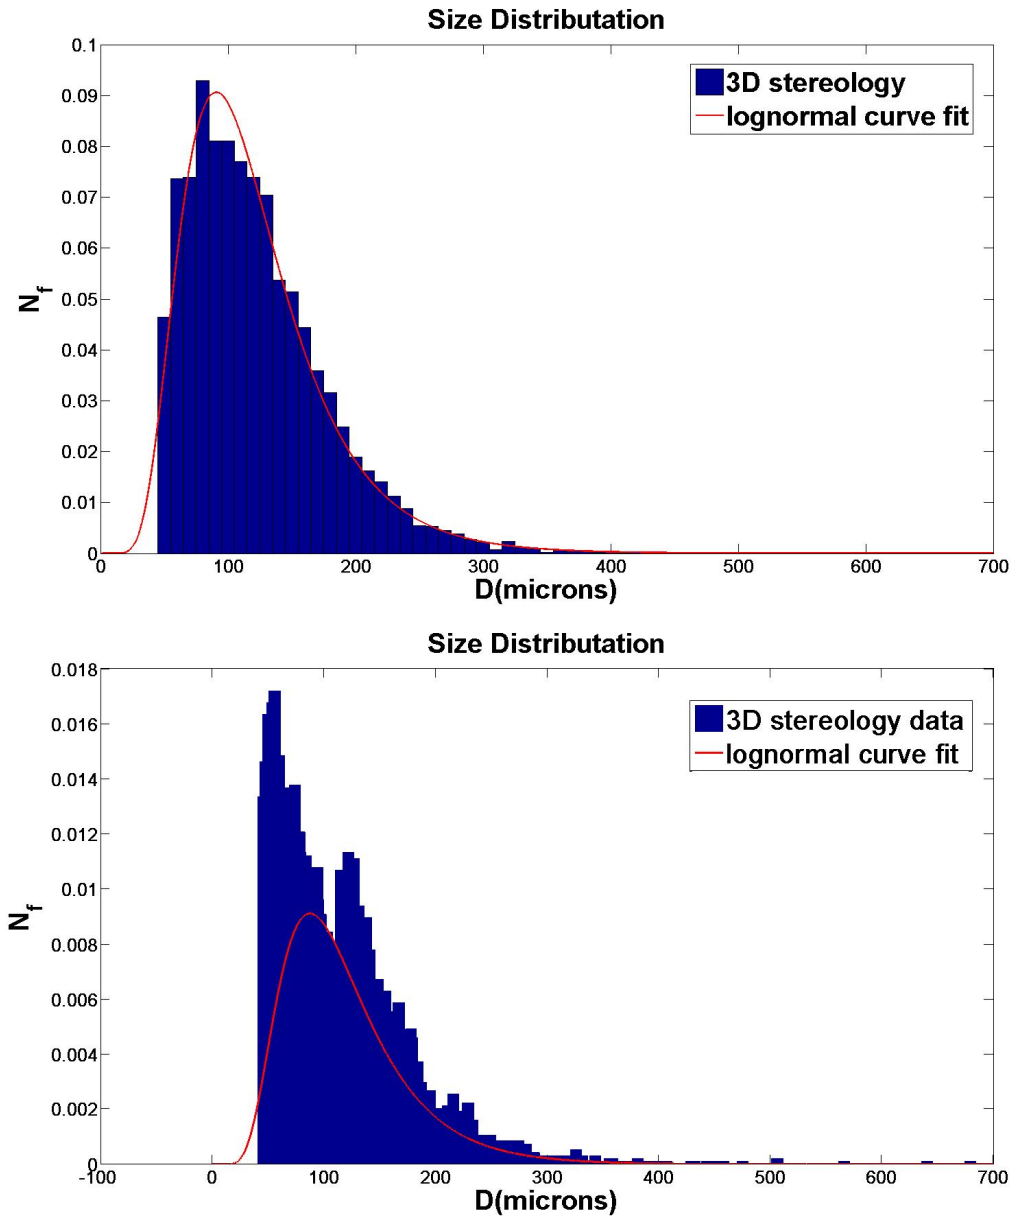 Size Distributation
0.1
0.09
0.08
0.07
0.06
0.05
0.04
0.03
0.02
0.01
0
N_f
3D stereology
lognormal curve fit
0 100 200 300 400 500 600 700
D(microns)
Size Distributation
0.018
0.016
0.014
0.012
0.01
0.008
0.006
0.004
0.002
0
N_f
3D stereology data
lognormal curve fit
-100 0 100 200 300 400 500 600 700
D(microns)